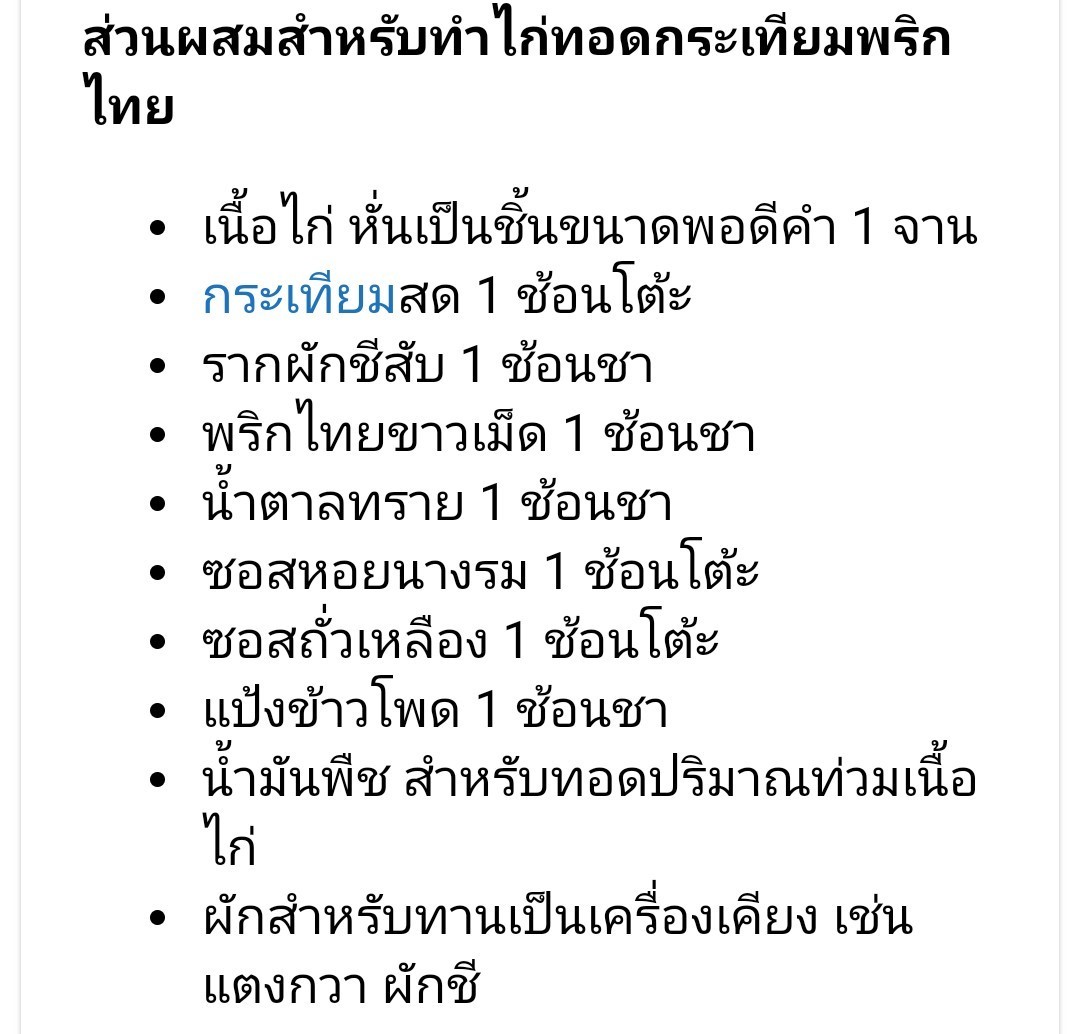 ส่วนผสมสำหรับทำไก่ทอดกระเทียมพริก
ไทย
• เนื้อไก่ หั่นเป็นชิ้นขนาดพอดีคำ 1 จาน
• กระเทียมสด 1 ช้อนโต้ะ
• รากผักชีสับ 1 ช้อนชา
• พริกไทยขาวเม็ด 1 ช้อนชา
• น้ำตาลทราย 1 ช้อนชา
• ซอสหอยนางรม 1 ช้อนโต้ะ
• ซอสถั่วเหลือง 1 ช้อนโต้ะ
• แป้งข้าวโพด 1 ช้อนชา
• น้ำมันพืช สำหรับทอดปริมาณท่วมเนื้อ
ไก่
• ผักสำหรับทานเป็นเครื่องเคียง เช่น
แตงกวา ผักชี